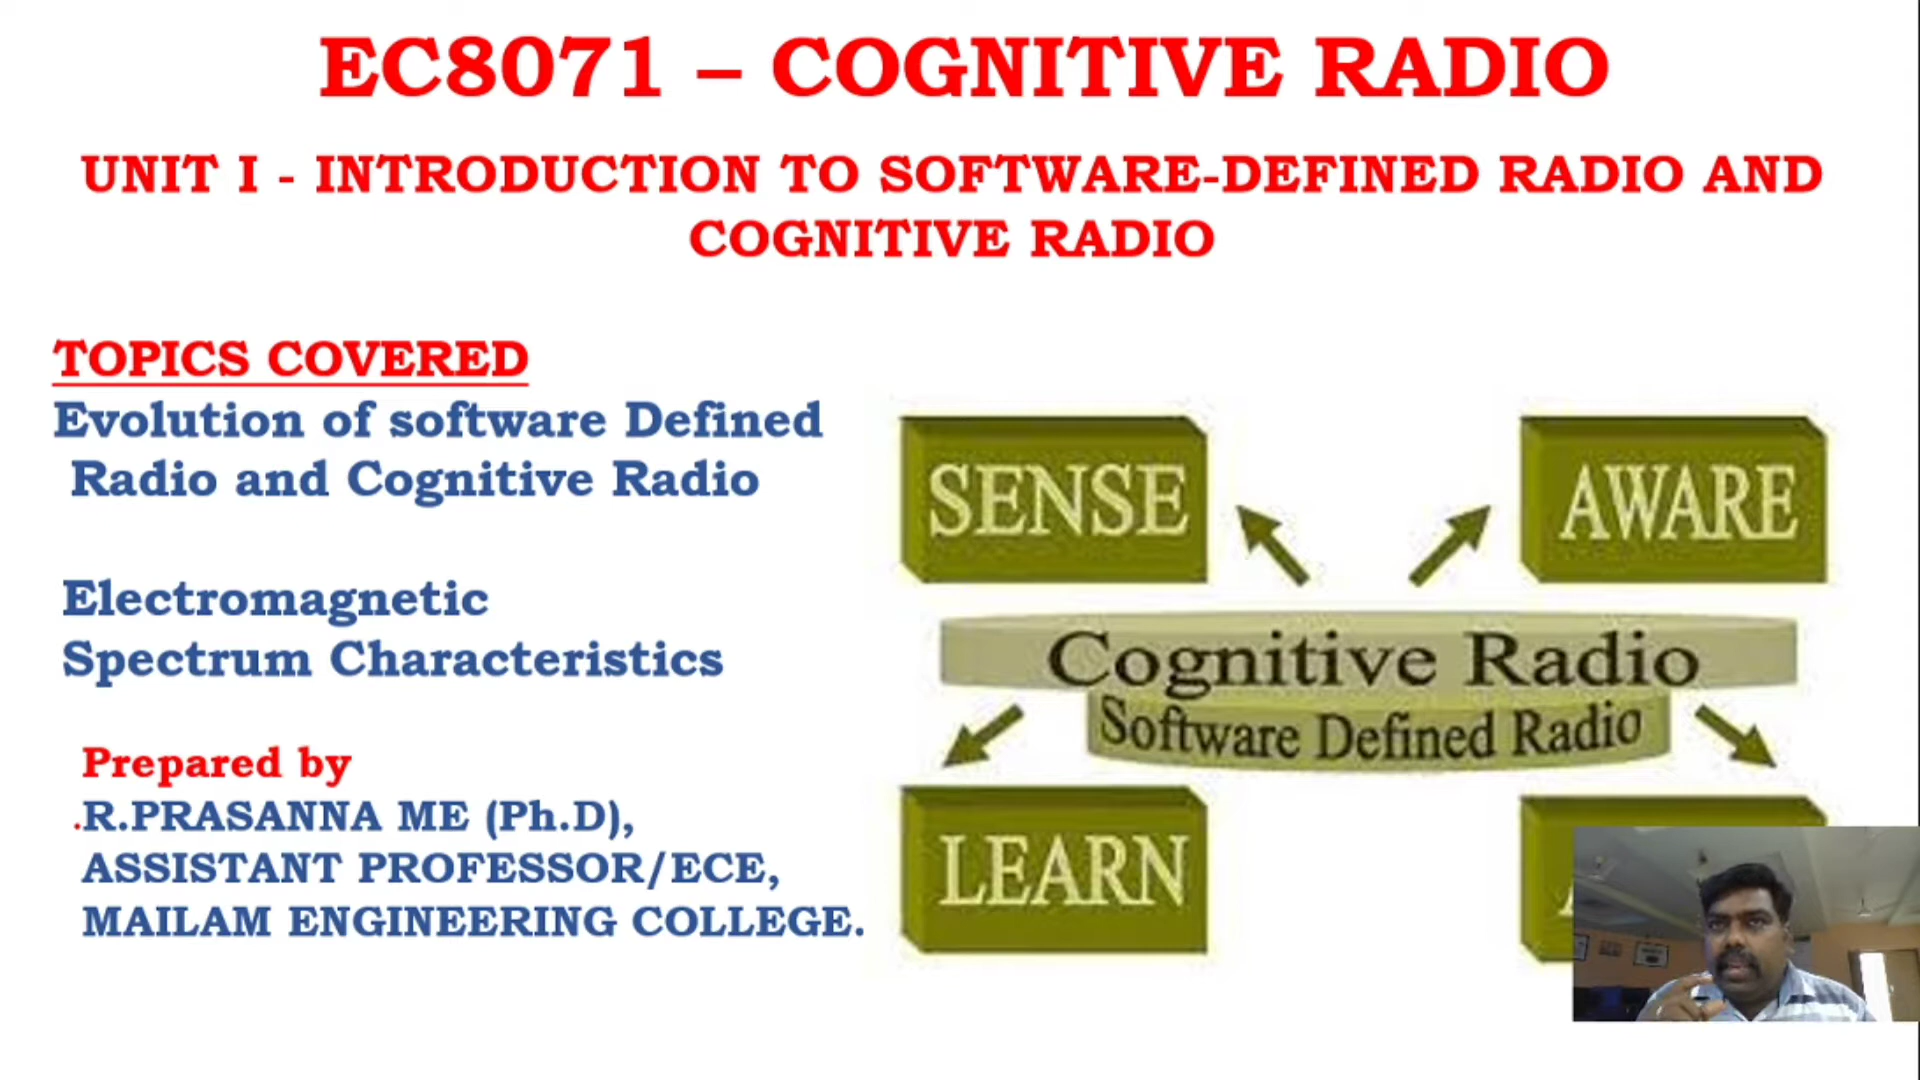 EC8071 – COGNITIVE RADIO
UNIT I - INTRODUCTION TO SOFTWARE-DEFINED RADIO AND
COGNITIVE RADIO
TOPICS COVERED
Evolution of software Defined
Radio and Cognitive Radio
Electromagnetic
Spectrum Characteristics
Prepared by
.R.PRASANNA ME (Ph.D),
ASSISTANT PROFESSOR/ECE,
MAILAM ENGINEERING COLLEGE.
SENSE
AWARE
Cognitive Radio
Software Defined Radio
LEARN